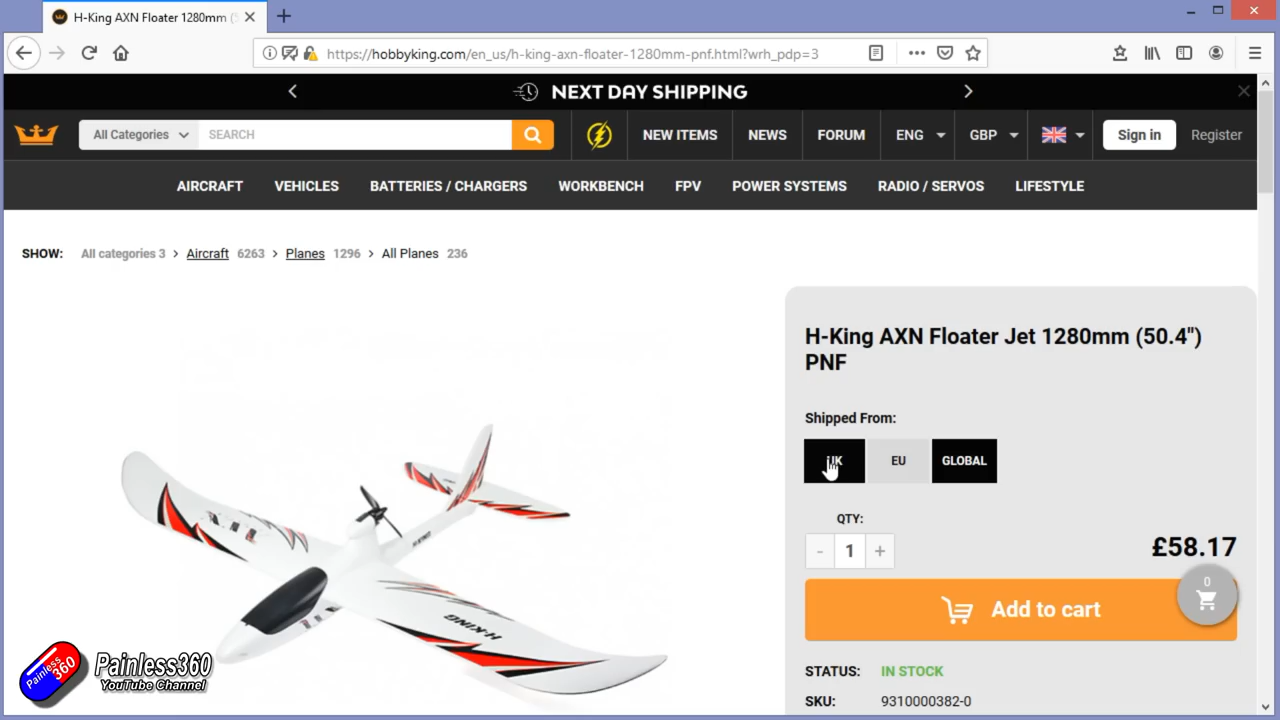 H-King AXN Floater 1280mm (5
https://hobbyking.com/en_us/h-king-axn-floater-1280mm-pnf.html?wrh_pdp=3
NEXT DAY SHIPPING
All Categories
SEARCH
NEW ITEMS
NEWS
FORUM
ENG
GBP
Sign in
Register
AIRCRAFT
VEHICLES
BATTERIES / CHARGERS
WORKBENCH
FPV
POWER SYSTEMS
RADIO / SERVOS
LIFESTYLE
SHOW: All categories 3 > Aircraft 6263 > Planes 1296 > All Planes 236
H-King AXN Floater Jet 1280mm (50.4")
PNF
Shipped From:
UK
EU
GLOBAL
QTY:
- 1 +
£58.17
0
Add to cart
STATUS: IN STOCK
SKU: 9310000382-0
H-KING
H-KING
Painless
360
Painless360
YouTube Channel